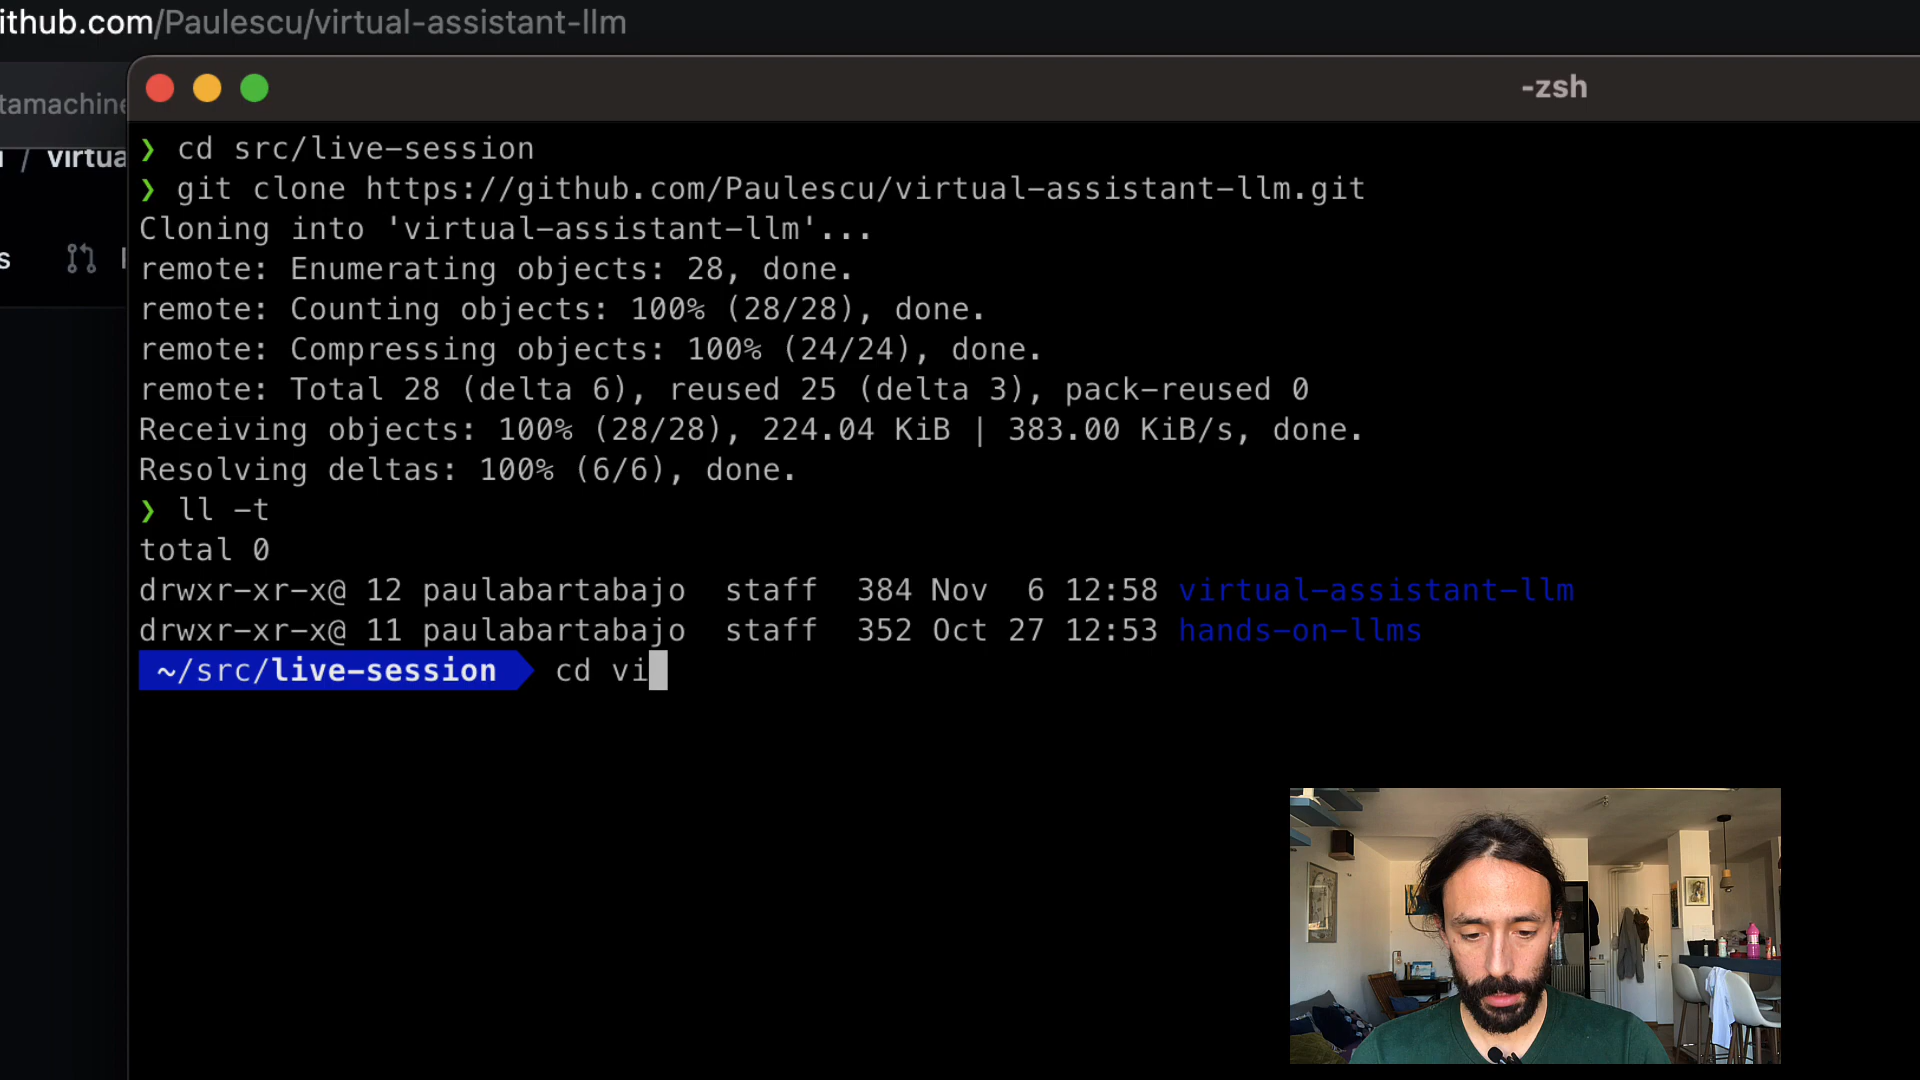 ithub.com/Paulescu/virtual-assistant-llm
-zsh
tamachine
/ virtua
s
❯ cd src/live-session
❯ git clone https://github.com/Paulescu/virtual-assistant-llm.git
Cloning into 'virtual-assistant-llm'...
remote: Enumerating objects: 28, done.
remote: Counting objects: 100% (28/28), done.
remote: Compressing objects: 100% (24/24), done.
remote: Total 28 (delta 6), reused 25 (delta 3), pack-reused 0
Receiving objects: 100% (28/28), 224.04 KiB | 383.00 KiB/s, done.
Resolving deltas: 100% (6/6), done.
❯ ll -t
total 0
drwxr-xr-x@ 12 paulabartabajo  staff  384 Nov  6 12:58 virtual-assistant-llm
drwxr-xr-x@ 11 paulabartabajo  staff  352 Oct 27 12:53 hands-on-llms
~/src/live-session cd vi